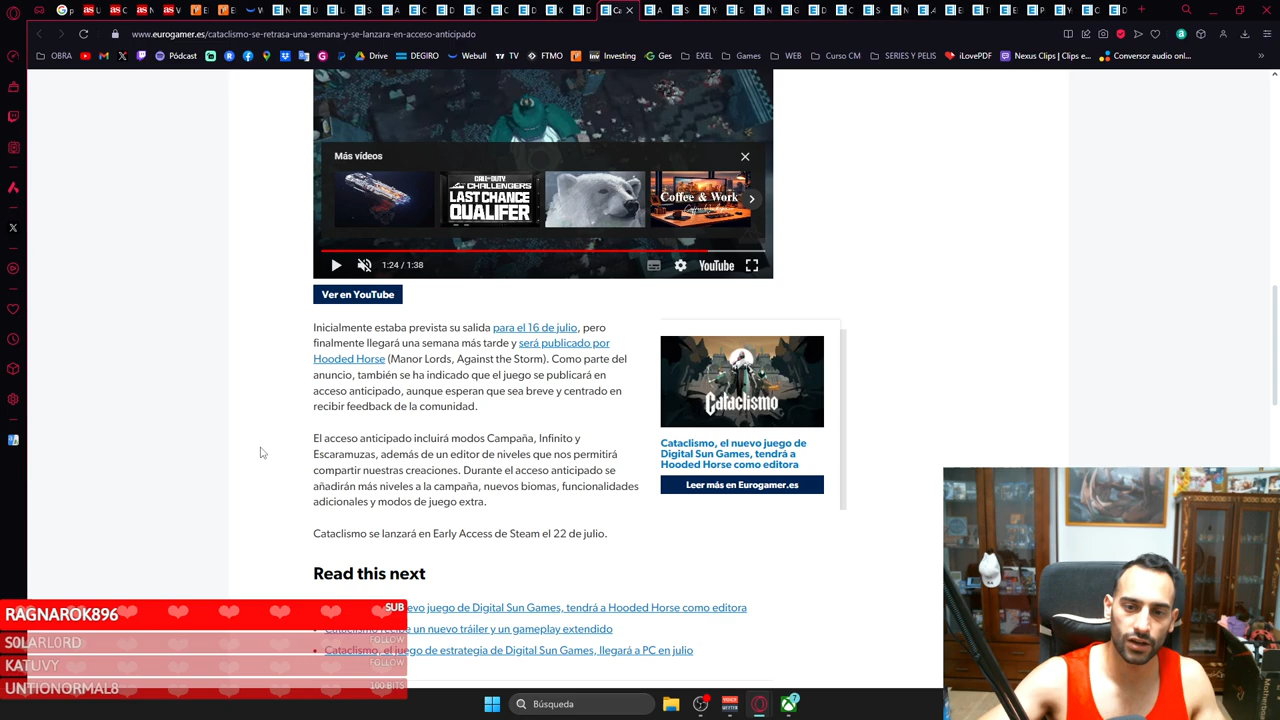 www.eurogamer.es/cataclismo-se-retrasa-una-semana-y-se-lanzara-en-acceso-anticipado
OBRA
Pódcast
Drive
DEGIRO
Webull
TV
FTMO
Investing
Ges
EXEL
Games
WEB
Curso CM
SERIES Y PELIS
iLovePDF
Nexus Clips | Clips e...
Conversor audio onl...
Más vídeos
CALL OF DUTY
CHALLENGERS
LAST CHANCE
QUALIFER
Coffee & Work
1:24 / 1:38
YouTube
Ver en YouTube
Inicialmente estaba prevista su salida para el 16 de julio, pero
finalmente llegará una semana más tarde y será publicado por
Hooded Horse (Manor Lords, Against the Storm). Como parte del
anuncio, también se ha indicado que el juego se publicará en
acceso anticipado, aunque esperan que sea breve y centrado en
recibir feedback de la comunidad.
Cataclismo
Cataclismo, el nuevo juego de
Digital Sun Games, tendrá a
Hooded Horse como editora
Leer más en Eurogamer.es
El acceso anticipado incluirá modos Campaña, Infinito y
Escaramuzas, además de un editor de niveles que nos permitirá
compartir nuestras creaciones. Durante el acceso anticipado se
añadirán más niveles a la campaña, nuevos biomas, funcionalidades
adicionales y modos de juego extra.
Cataclismo se lanzará en Early Access de Steam el 22 de julio.
Read this next
evo juego de Digital Sun Games, tendrá a Hooded Horse como editora
Cataclismo recibe un nuevo tráiler y un gameplay extendido
Cataclismo, el juego de estrategia de Digital Sun Games, llegará a PC en julio
RAGNAROK896 SUB
S0LARL0RD FOLLOW
KATUVY FOLLOW
UNTIONORMAL8 100 BITS
Búsqueda
7